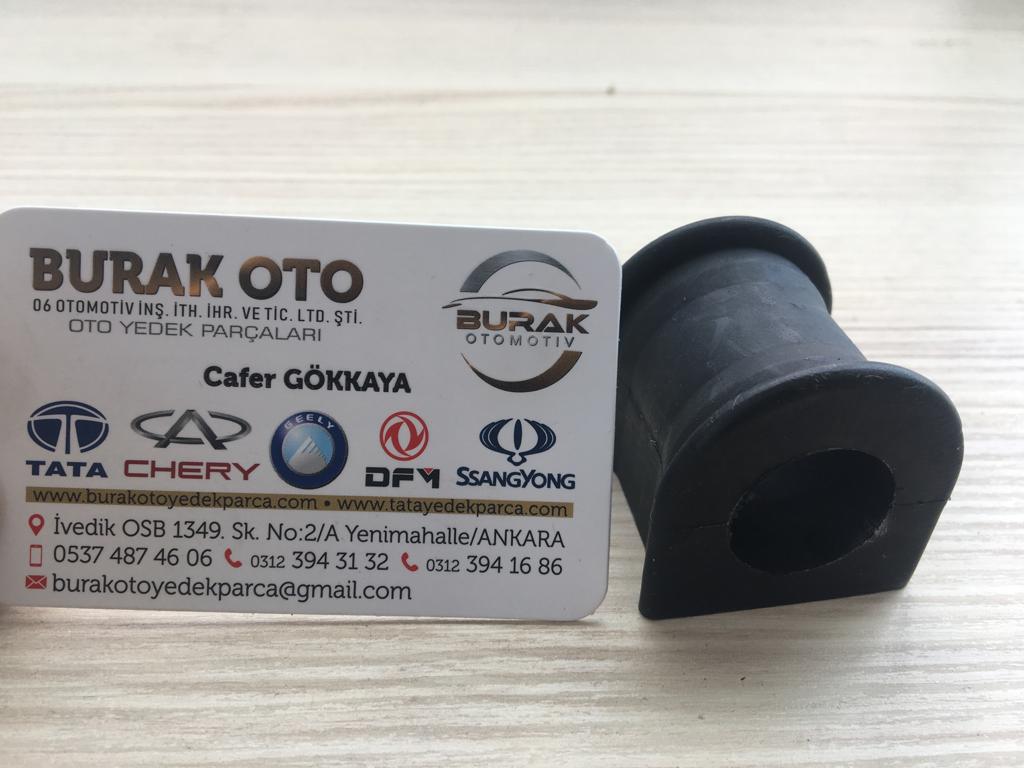 BURAK OTO
06 OTOMOTİV İNŞ. İTH. İHR. VE TİC. LTD. ŞTİ.
OTO YEDEK PARÇALARI
BURAK
OTOMOTIV
Cafer GÖKKAYA
TATA
CHERY
GEELY
DFM
SSANGYONG
www.burakotoyedekparca.com • www.tatayedekparca.com
İvedik OSB 1349. Sk. No:2/A Yenimahalle/ANKARA
0537 487 46 06 0312 394 31 32 0312 394 16 86
burakotoyedekparca@gmail.com